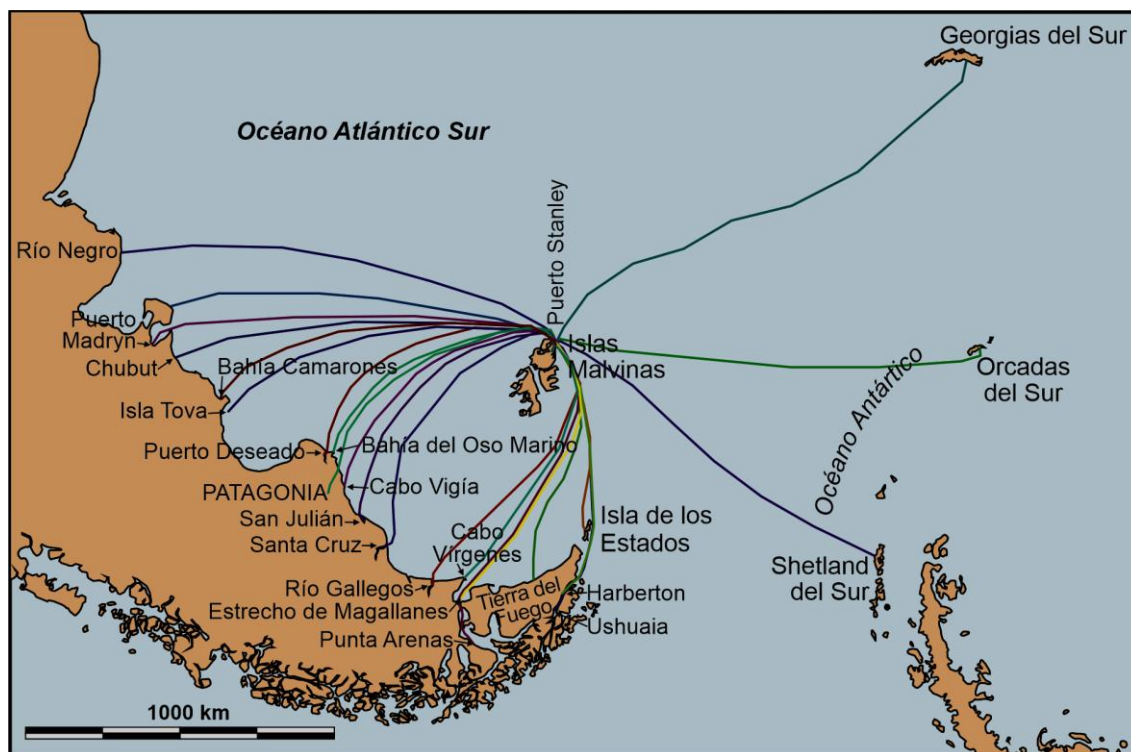 Georgias del Sur
Océano Atlántico Sur
Puerto Stanley
Río Negro
Puerto
Madryn
Islas
Malvinas
Chubut
Bahía Camarones
Orcadas
del Sur
Océano Antártico
Isla Tova
Bahía del Oso Marino
Puerto Deseado
Cabo Vigía
PATAGONIA
San Julián
Isla de los
Estados
Santa Cruz
Cabo
Vírgenes
Shetland
del Sur
Río Gallegos
Tierra del
Fuego
Harberton
Estrecho de Magallanes
Ushuaia
Punta Arenas
1000 km